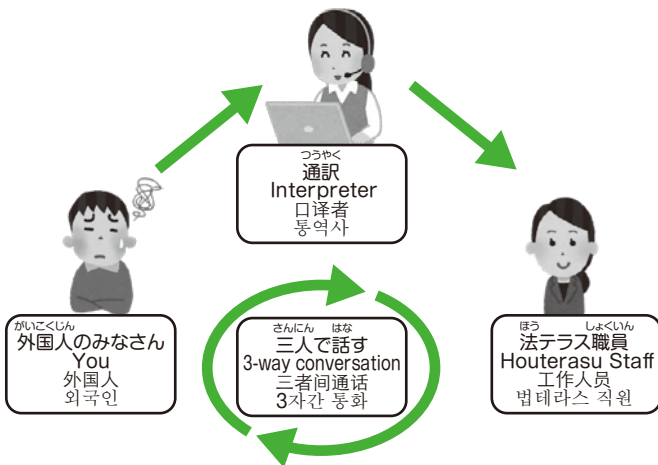 つうやく
通訳
Interpreter
口译者
통역사
がいこくじん
外国人のみなさん
You
外国人
외국인
さんにん はな
三人で話す
3-way conversation
三者间通话
3자간 통화
ほう しょくいん
法テラス職員
Houterasu Staff
工作人员
법테라스 직원